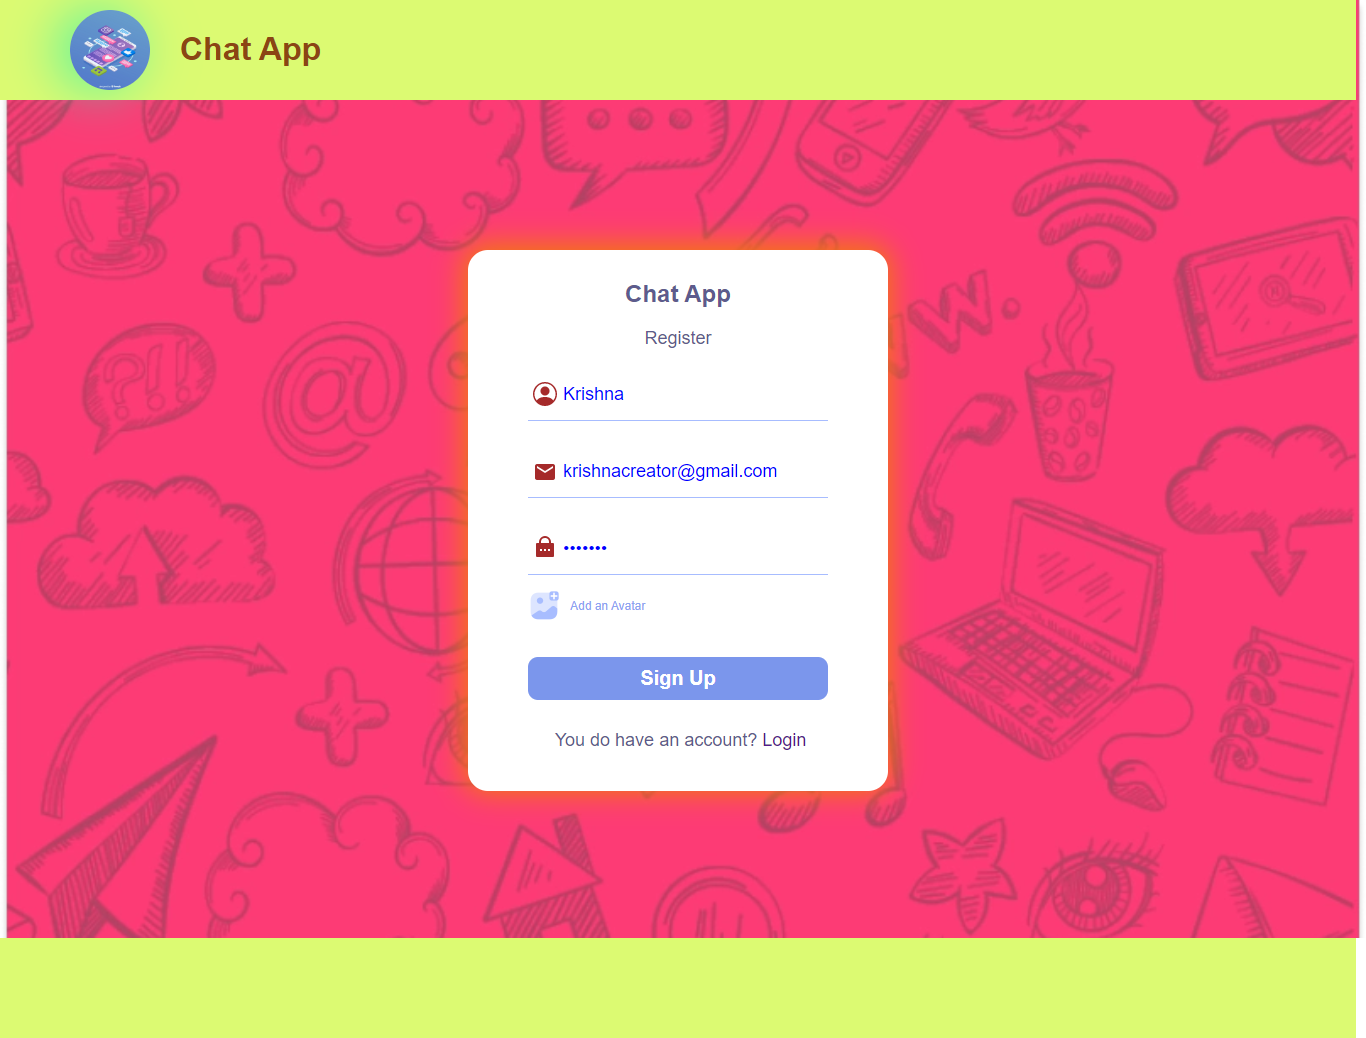 Chat App
Chat App
Register
Krishna
krishnacreator@gmail.com
•••••••
Add an Avatar
Sign Up
You do have an account? Login